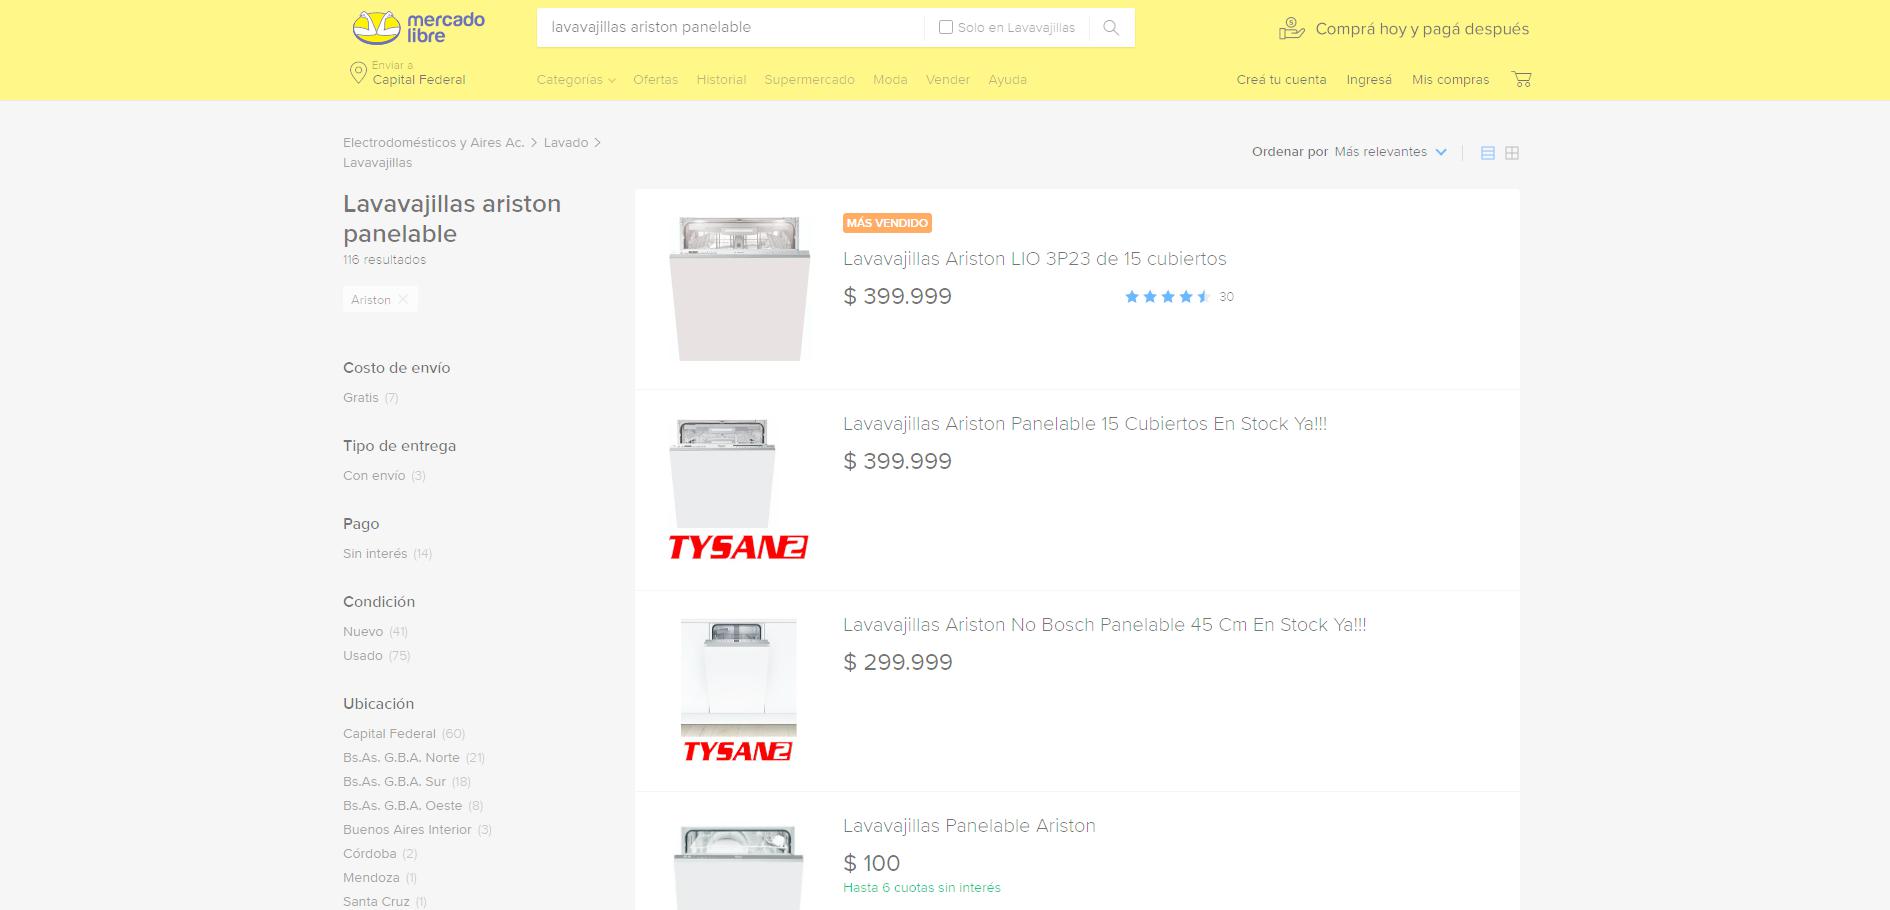 mercado
libre
lavavajillas ariston panelable
Solo en Lavavajillas
Comprá hoy y pagá después
Enviar a
Capital Federal
Categorías
Ofertas
Historial
Supermercado
Moda
Vender
Ayuda
Creá tu cuenta
Ingresá
Mis compras
Electrodomésticos y Aires Ac. > Lavado >
Lavavajillas
Ordenar por Más relevantes
Lavavajillas ariston
panelable
116 resultados
Ariston
Costo de envío
Gratis (7)
Tipo de entrega
Con envío (3)
Pago
Sin interés (14)
Condición
Nuevo (41)
Usado (75)
Ubicación
Capital Federal (60)
Bs.As. G.B.A. Norte (21)
Bs.As. G.B.A. Sur (18)
Bs.As. G.B.A. Oeste (8)
Buenos Aires Interior (3)
Córdoba (2)
Mendoza (1)
Santa Cruz (1)
MÁS VENDIDO
Lavavajillas Ariston LIO 3P23 de 15 cubiertos
$ 399.999
30
Lavavajillas Ariston Panelable 15 Cubiertos En Stock Ya!!!
$ 399.999
TYSAN2
Lavavajillas Ariston No Bosch Panelable 45 Cm En Stock Ya!!!
$ 299.999
TYSAN2
Lavavajillas Panelable Ariston
$ 100
Hasta 6 cuotas sin interés